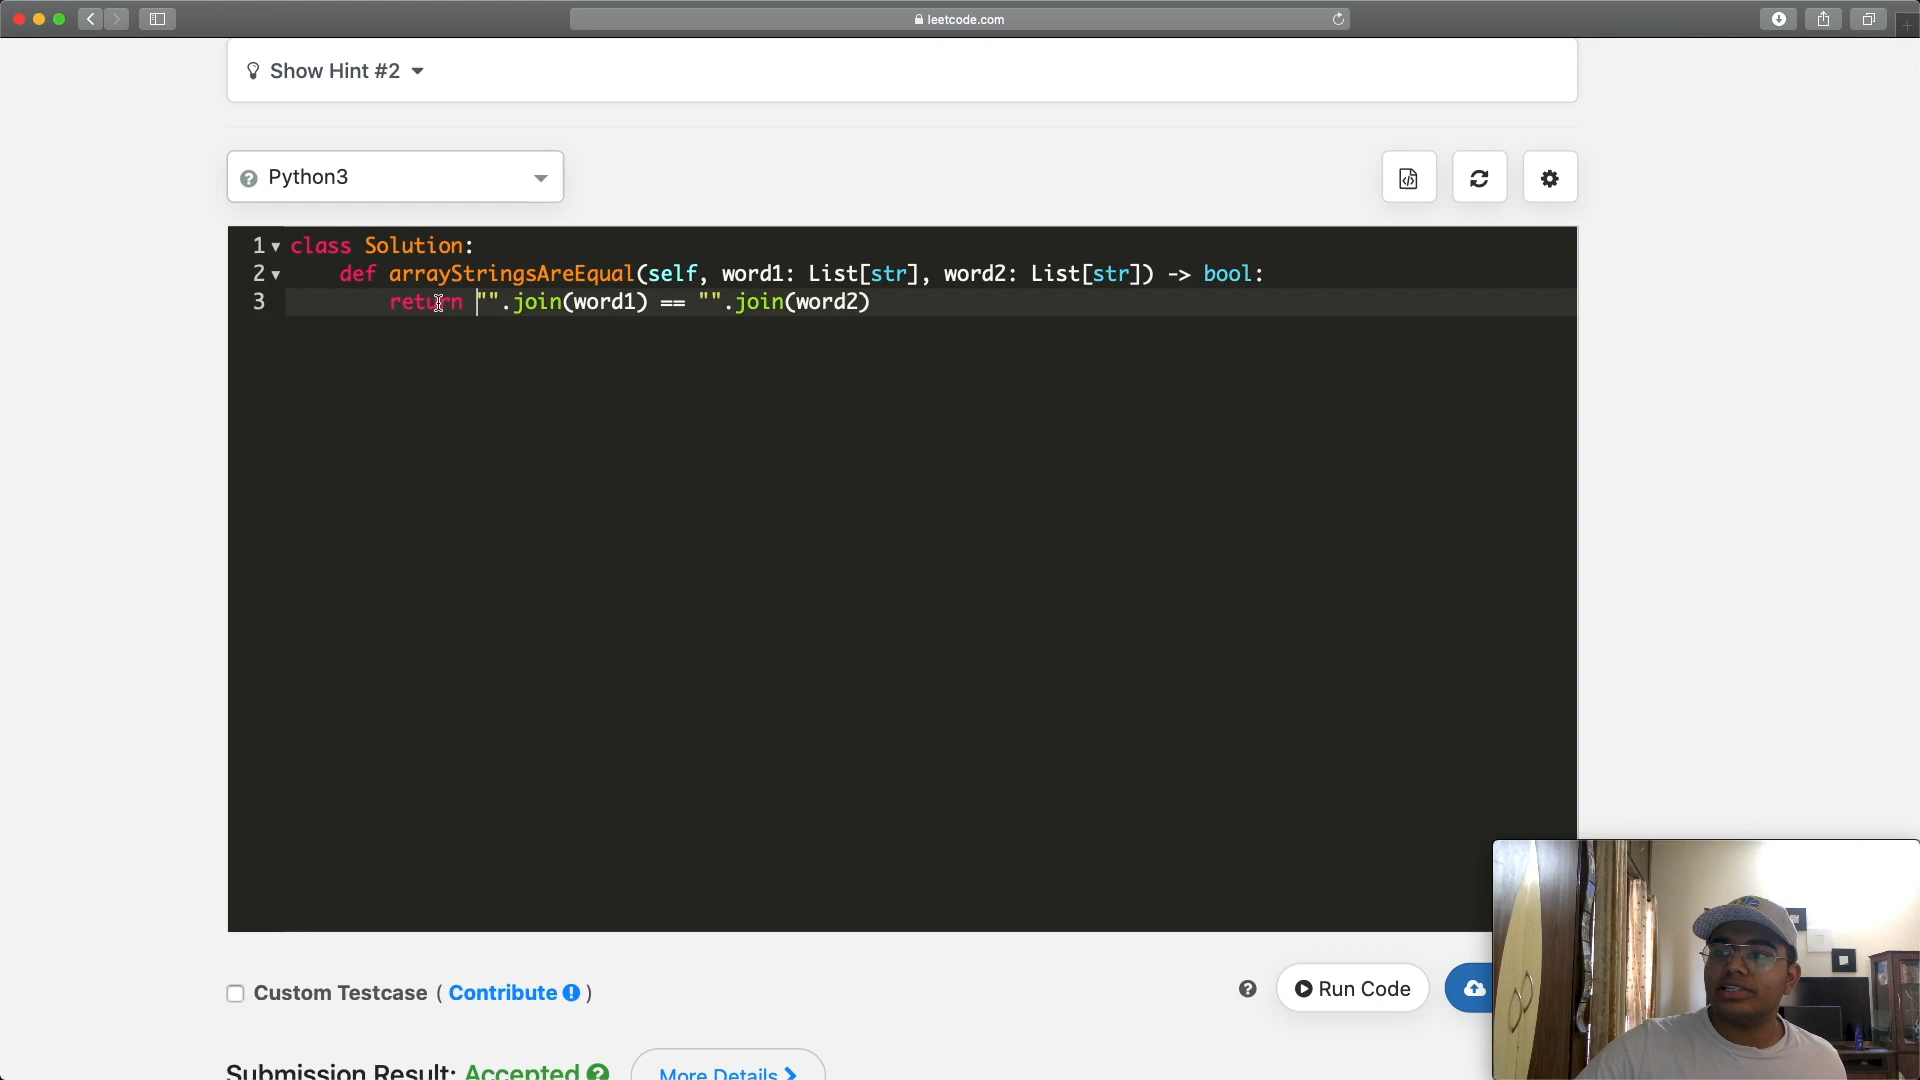 leetcode.com
Show Hint #2
Python3
1 class Solution:
2 def arrayStringsAreEqual(self, word1: List[str], word2: List[str]) -> bool:
3 return "".join(word1) == "".join(word2)
Custom Testcase ( Contribute )
Run Code
Submission Result: Accepted
More Details